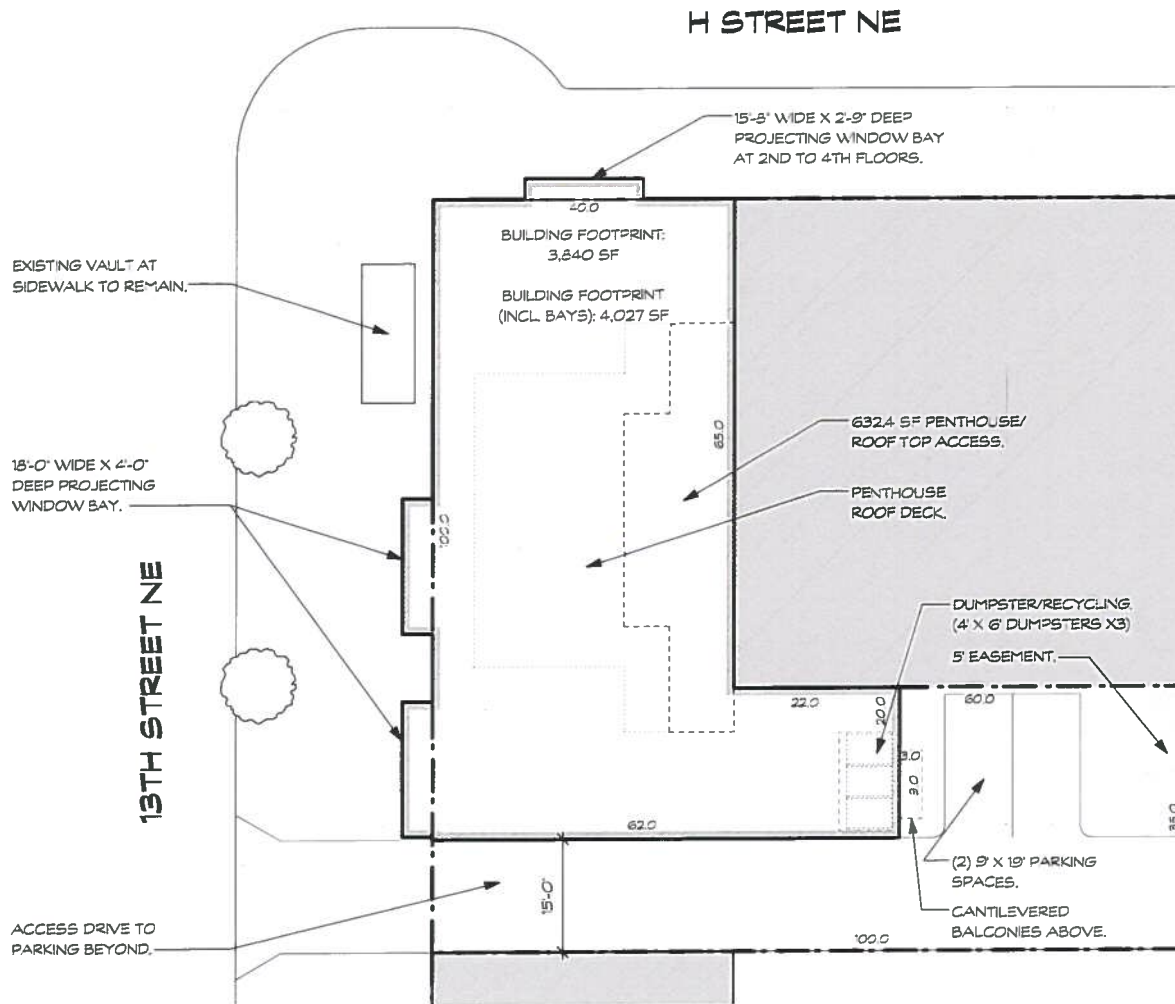 H STREET NE
15'-8" WIDE X 2'-9" DEEP
PROJECTING WINDOW BAY
AT 2ND TO 4TH FLOORS.
40.0
BUILDING FOOTPRINT:
3,840 SF
BUILDING FOOTPRINT
(INCL. BAYS): 4,027 SF
EXISTING VAULT AT
SIDEWALK TO REMAIN.
632.4 SF PENTHOUSE/
ROOF TOP ACCESS.
65.0
18'-0" WIDE X 4'-0"
DEEP PROJECTING
WINDOW BAY.
PENTHOUSE
ROOF DECK.
100.0
13TH STREET NE
DUMPSTER/RECYCLING.
(4' X 6' DUMPSTERS X3)
5' EASEMENT.
22.0
20.0
60.0
3.0
9.0
62.0
15'-0"
(2) 9' X 19' PARKING
SPACES.
CANTILEVERED
BALCONIES ABOVE.
ACCESS DRIVE TO
PARKING BEYOND.
100.0